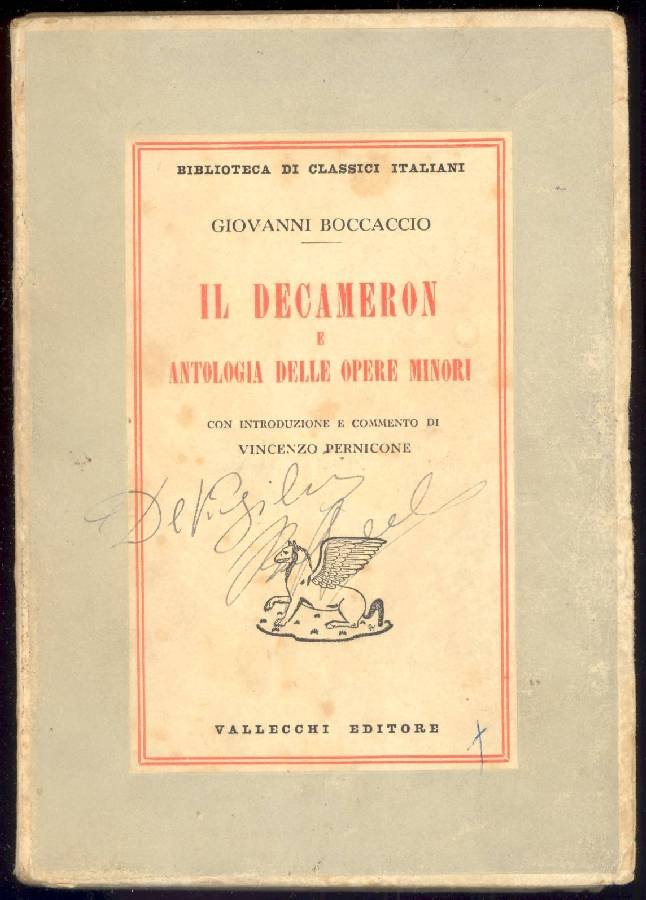 BIBLIOTECA DI CLASSICI ITALIANI
GIOVANNI BOCCACCIO
IL DECAMERON
E
ANTOLOGIA DELLE OPERE MINORI
CON INTRODUZIONE E COMMENTO DI
VINCENZO PERNICONE
VALLECCHI EDITORE